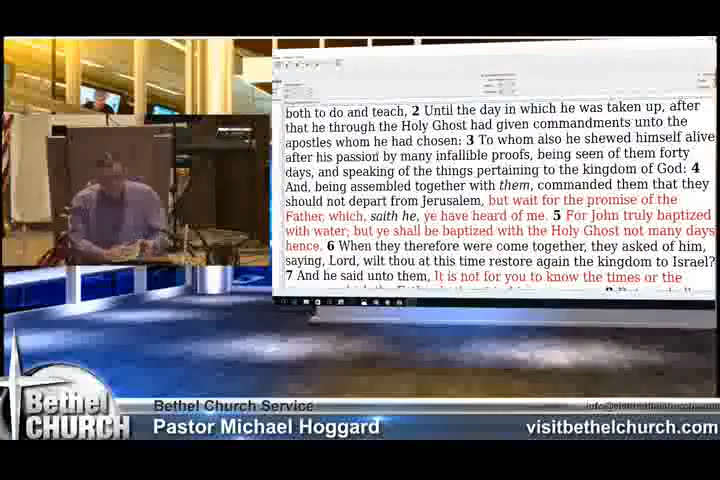 both to do and teach, 2 Until the day in which he was taken up, after
that he through the Holy Ghost had given commandments unto the
apostles whom he had chosen: 3 To whom also he shewed himself alive
after his passion by many infallible proofs, being seen of them forty
days, and speaking of the things pertaining to the kingdom of God: 4
And, being assembled together with them, commanded them that they
should not depart from Jerusalem, but wait for the promise of the
Father, which, saith he, ye have heard of me. 5 For John truly baptized
with water; but ye shall be baptized with the Holy Ghost not many days
hence. 6 When they therefore were come together, they asked of him,
saying, Lord, wilt thou at this time restore again the kingdom to Israel?
7 And he said unto them, It is not for you to know the times or the
Bethel
CHURCH
Bethel Church Service
Pastor Michael Hoggard
visitbethelchurch.com